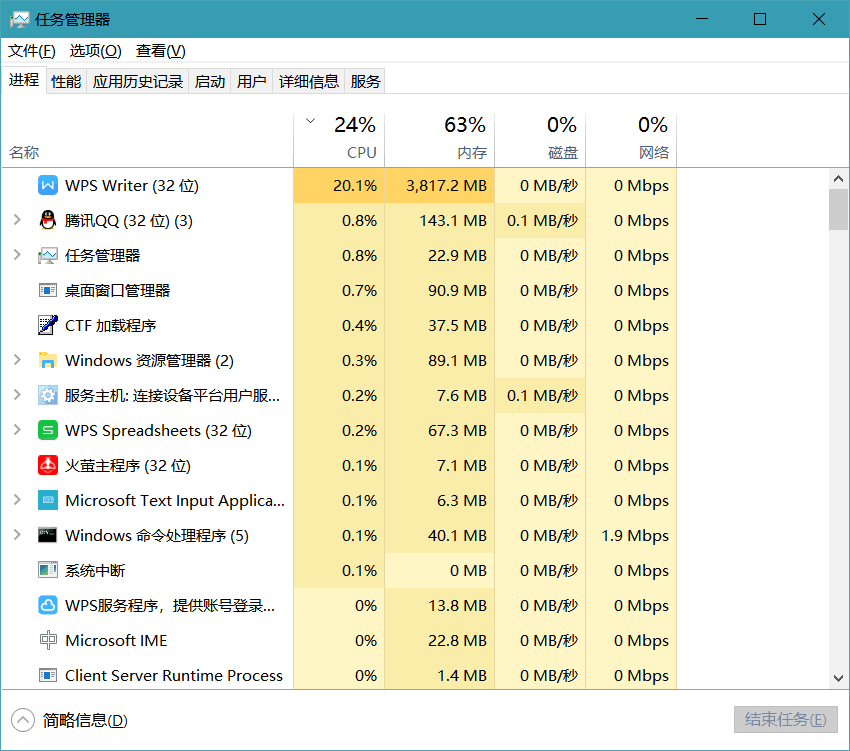 任务管理器
文件(F) 选项(O) 查看(V)
进程 性能 应用历史记录 启动 用户 详细信息 服务
24% 63% 0% 0%
名称 CPU 内存 磁盘 网络
WPS Writer (32 位) 20.1% 3,817.2 MB 0 MB/秒 0 Mbps
腾讯QQ (32 位) (3) 0.8% 143.1 MB 0.1 MB/秒 0 Mbps
任务管理器 0.8% 22.9 MB 0 MB/秒 0 Mbps
桌面窗口管理器 0.7% 90.9 MB 0 MB/秒 0 Mbps
CTF 加载程序 0.4% 37.5 MB 0 MB/秒 0 Mbps
Windows 资源管理器 (2) 0.3% 89.1 MB 0 MB/秒 0 Mbps
服务主机: 连接设备平台用户服... 0.2% 7.6 MB 0.1 MB/秒 0 Mbps
WPS Spreadsheets (32 位) 0.2% 67.3 MB 0 MB/秒 0 Mbps
火萤主程序 (32 位) 0.1% 7.1 MB 0 MB/秒 0 Mbps
Microsoft Text Input Applica... 0.1% 6.3 MB 0 MB/秒 0 Mbps
Windows 命令处理程序 (5) 0.1% 40.1 MB 0 MB/秒 1.9 Mbps
系统中断 0.1% 0 MB 0 MB/秒 0 Mbps
WPS服务程序，提供账号登录... 0% 13.8 MB 0 MB/秒 0 Mbps
Microsoft IME 0% 22.8 MB 0 MB/秒 0 Mbps
Client Server Runtime Process 0% 1.4 MB 0 MB/秒 0 Mbps
简略信息(D) 结束任务(E)